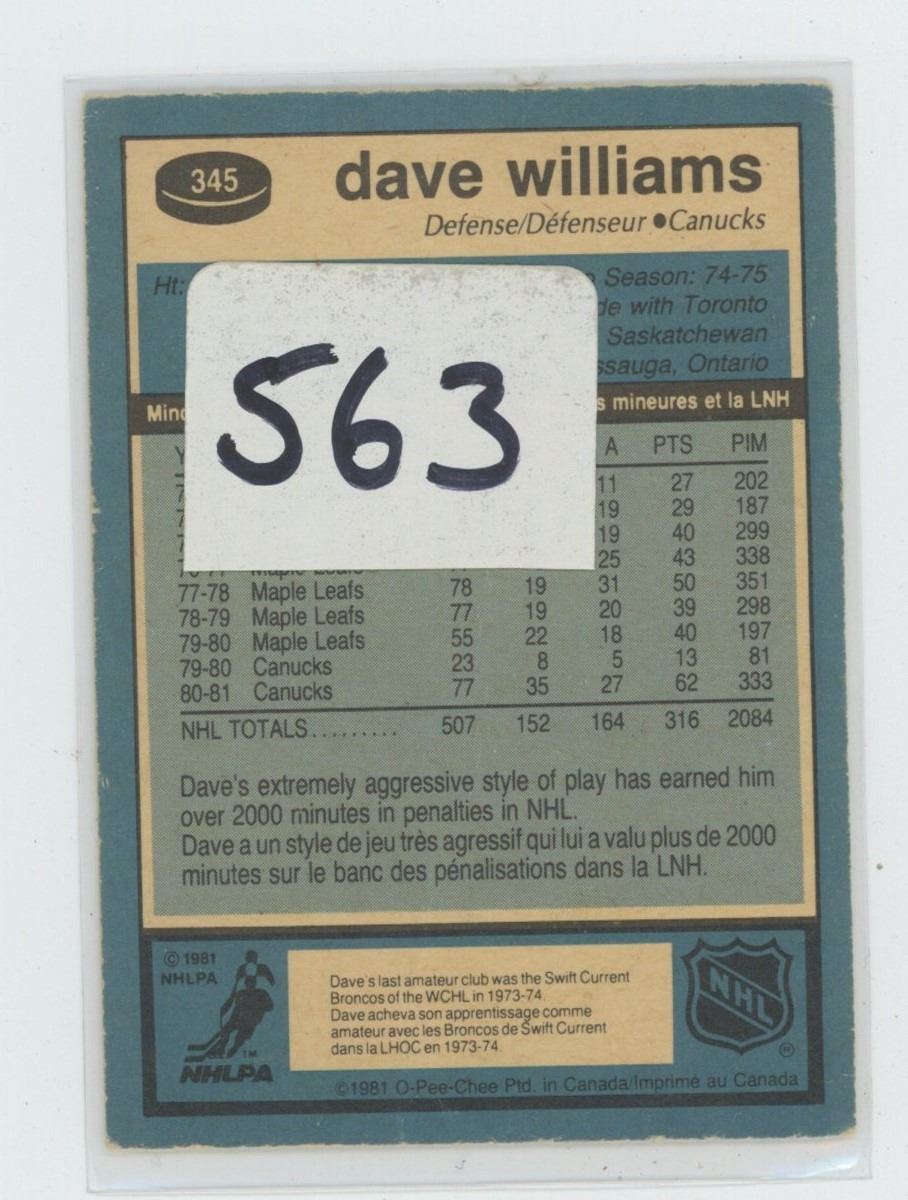 345
dave williams
Defense/Défenseur •Canucks
Ht:
Season: 74-75
with Toronto
Saskatchewan
Ontario
563
mineures et la LNH
A PTS PIM
11 27 202
19 29 187
19 40 299
25 43 338
77-78 Maple Leafs 78 19 31 50 351
78-79 Maple Leafs 77 19 20 39 298
79-80 Maple Leafs 55 22 18 40 197
79-80 Canucks 23 8 5 13 81
80-81 Canucks 77 35 27 62 333
NHL TOTALS......... 507 152 164 316 2084
Dave's extremely aggressive style of play has earned him
over 2000 minutes in penalties in NHL.
Dave a un style de jeu très agressif qui lui a valu plus de 2000
minutes sur le banc des pénalisations dans la LNH.
© 1981
NHLPA
TM
NHLPA
Dave's last amateur club was the Swift Current
Broncos of the WCHL in 1973-74.
Dave acheva son apprentissage comme
amateur avec les Broncos de Swift Current
dans la LHOC en 1973-74.
NHL
®
©1981 O-Pee-Chee Ptd. in Canada/Imprimé au Canada